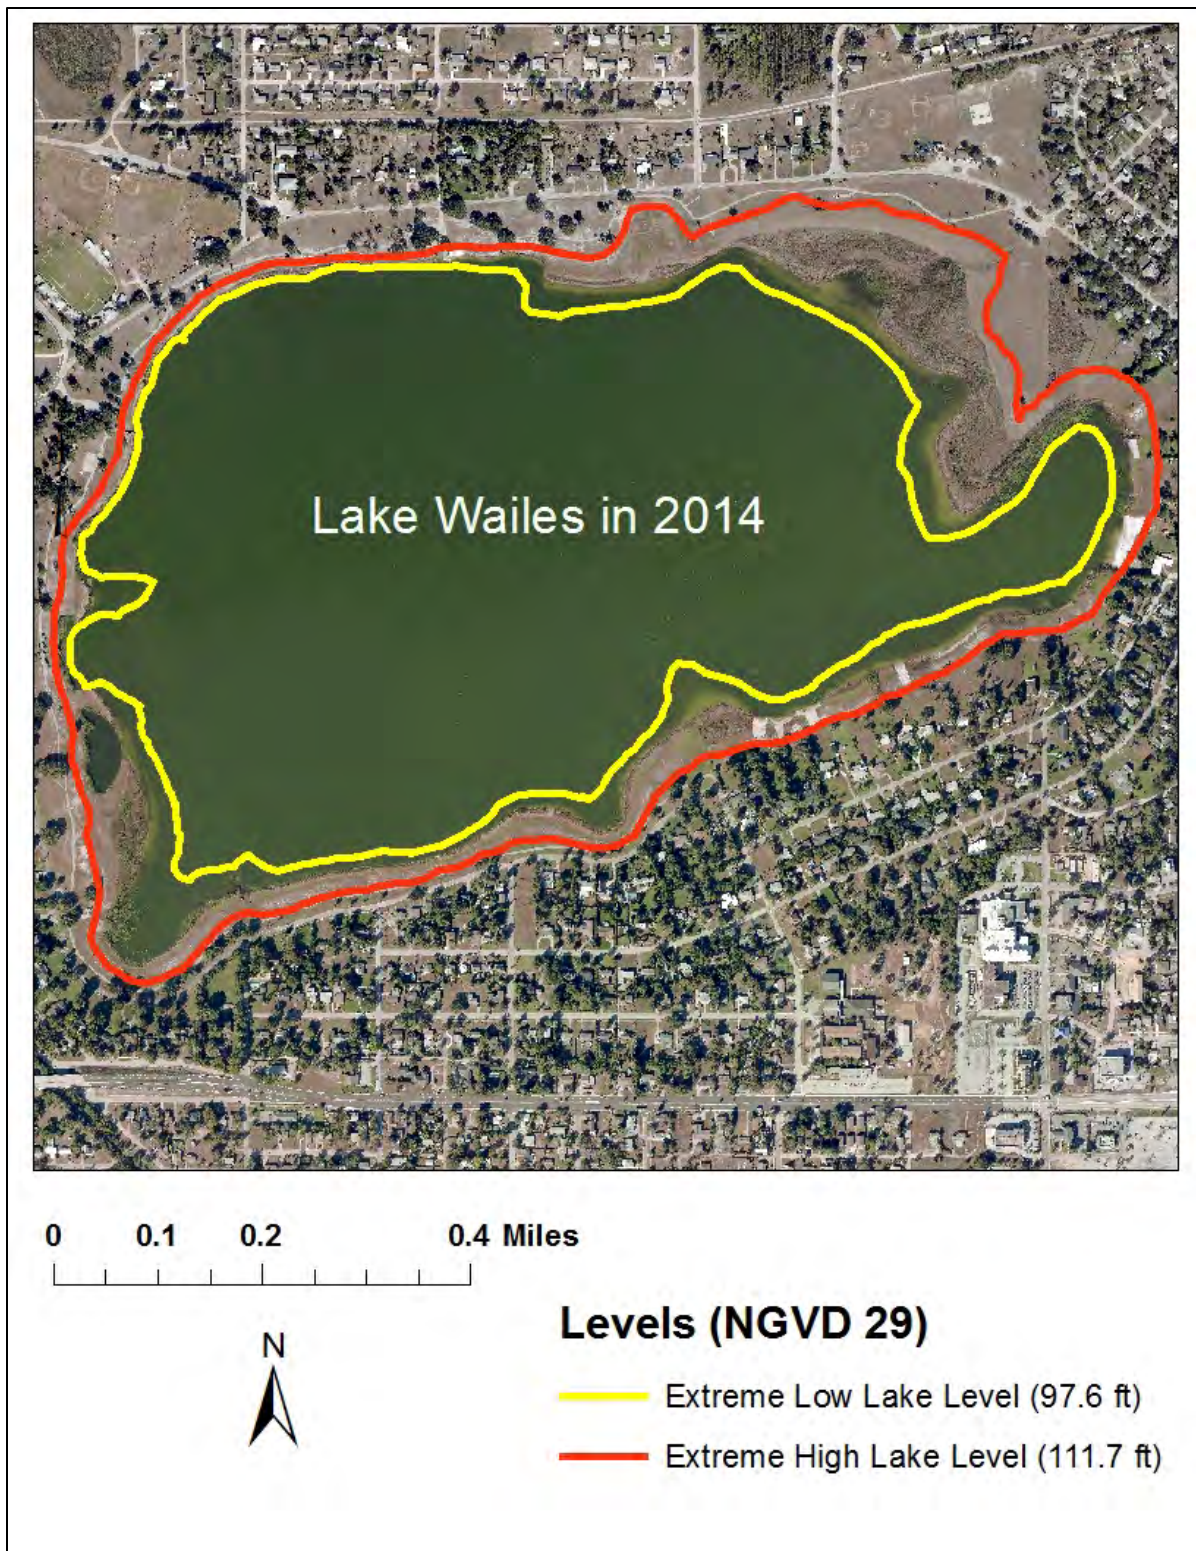 Lake Wailes in 2014
0 0.1 0.2 0.4 Miles
N
Levels (NGVD 29)
Extreme Low Lake Level (97.6 ft)
Extreme High Lake Level (111.7 ft)